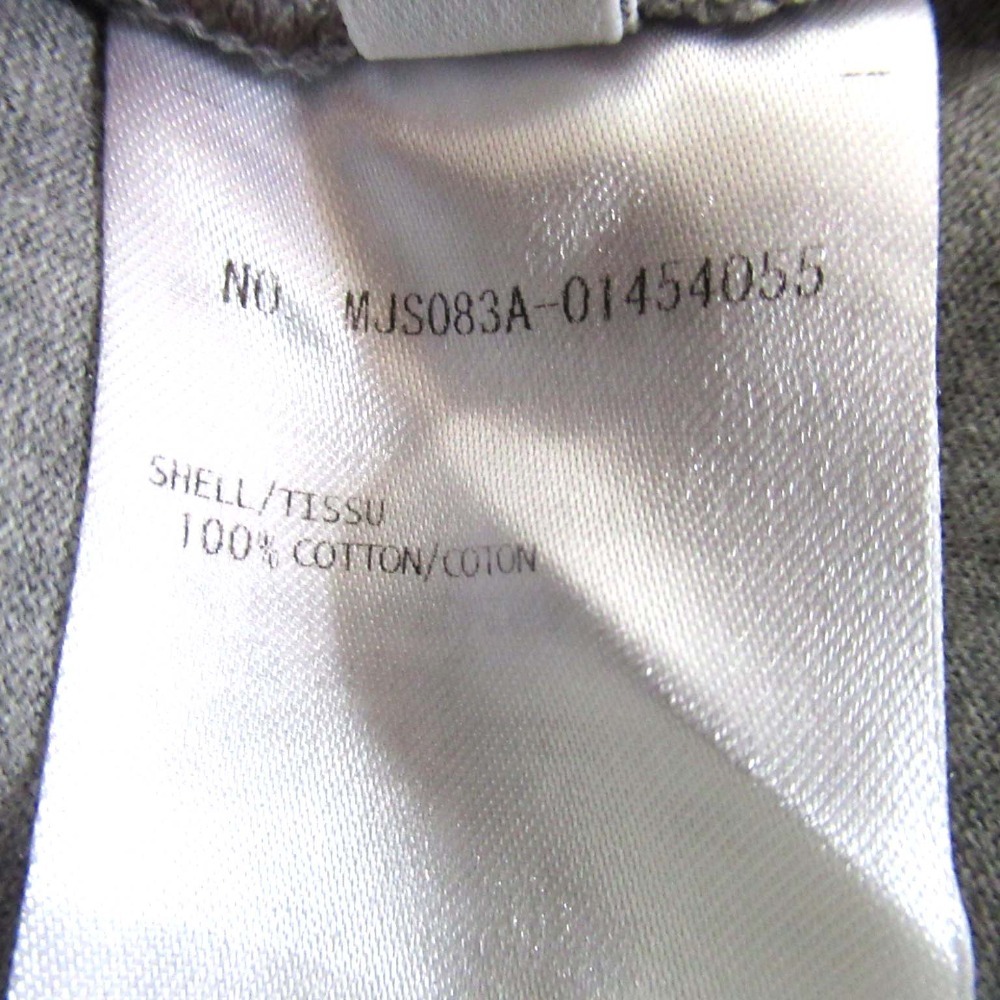 NO. MJS083A-01454055
SHELL/TISSU
100% COTTON/COTON